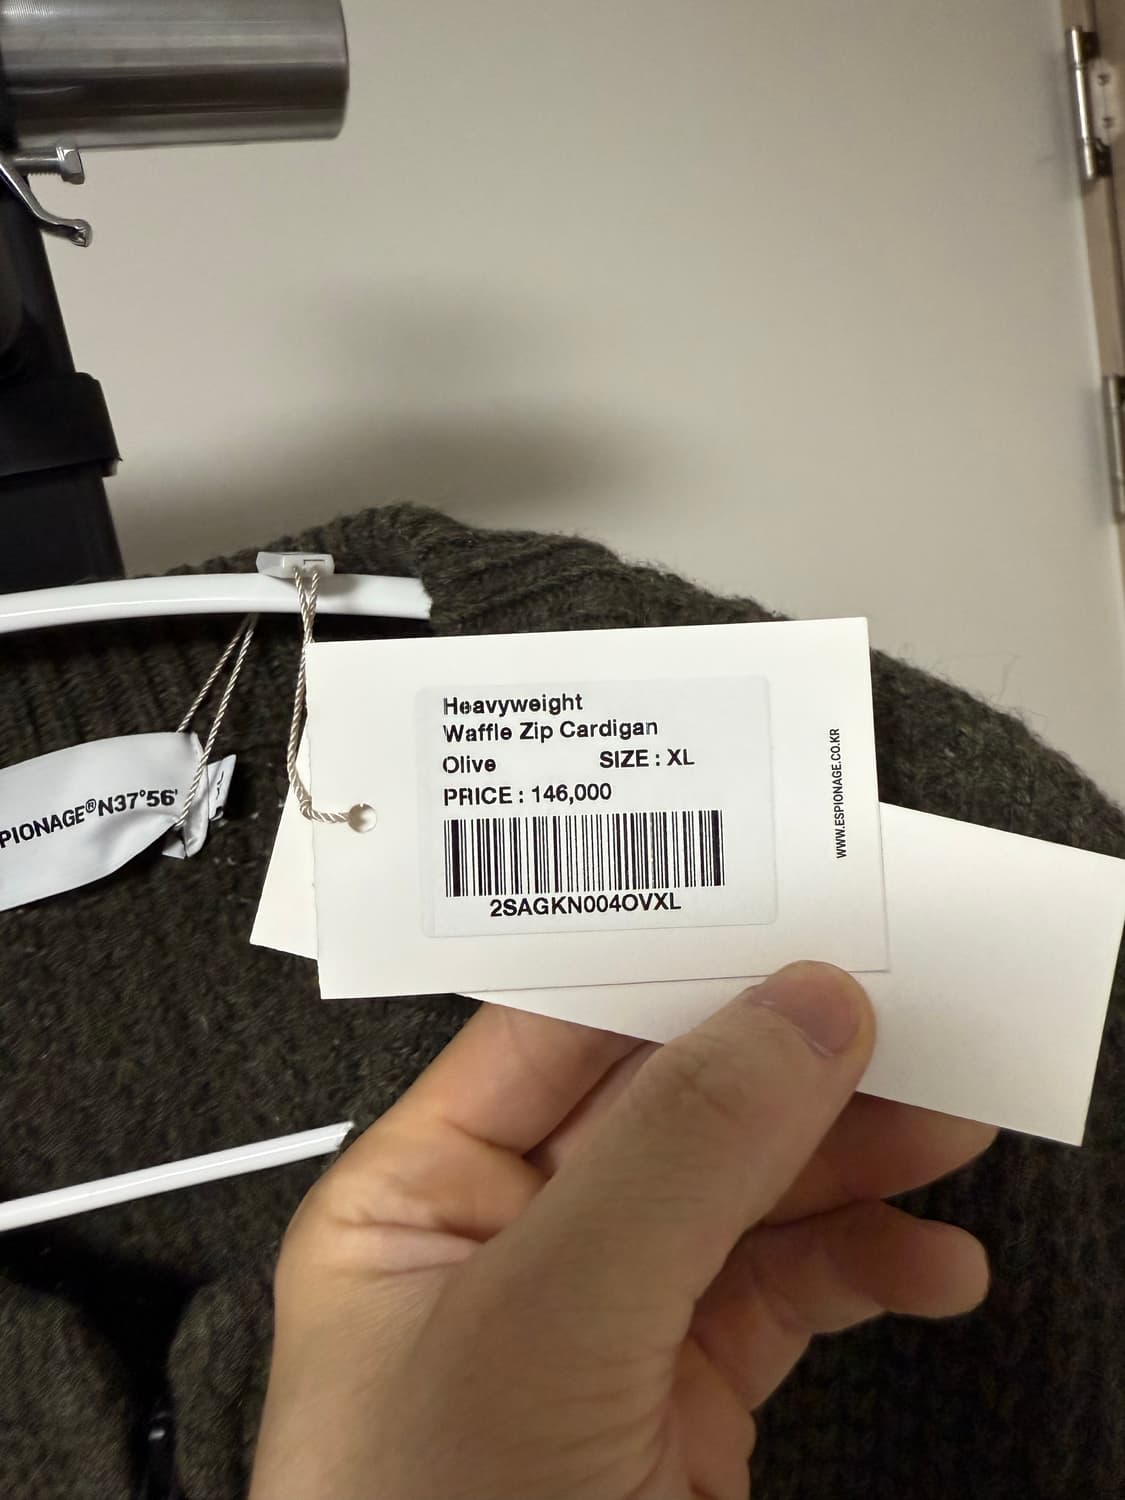 Heavyweight
Waffle Zip Cardigan
Olive SIZE : XL
PRICE : 146,000
2SAGKN004OVXL
WWW.ESPIONAGE.CO.KR
PIONAGE®N37°56'